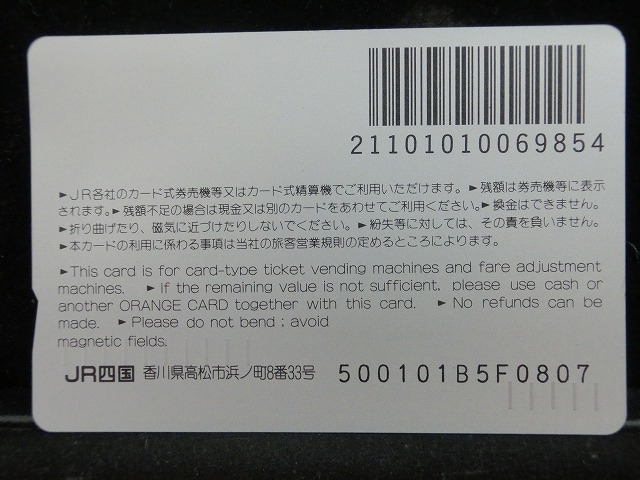 21101010069854
►JR各社のカード式券売機等又はカード式精算機でご利用いただけます。►残額は券売機等に表示
されます。►残額不足の場合は現金又は別のカードをあわせてご利用ください。►換金はできません。
►折り曲げたり、磁気に近づけたりしないでください。►紛失等に対しては、その責を負いません。
►本カードの利用に係わる事項は当社の旅客営業規則の定めるところによります。
►This card is for card-type ticket vending machines and fare adjustment
machines. ►If the remaining value is not sufficient, please use cash or
another ORANGE CARD together with this card. ►No refunds can be
made. ►Please do not bend ; avoid
magnetic fields.
JR四国 香川県高松市浜ノ町8番33号 500101B5F0807